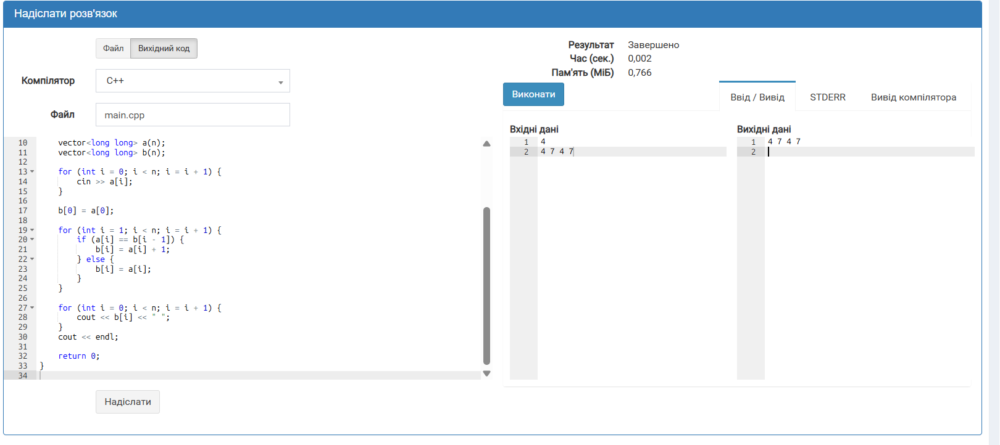 Надіслати розв'язок
Файл
Вихідний код
Компілятор
C++
Файл
main.cpp
10 vector<long long> a(n);
11 vector<long long> b(n);
12
13 for (int i = 0; i < n; i = i + 1) {
14 cin >> a[i];
15 }
16
17 b[0] = a[0];
18
19 for (int i = 1; i < n; i = i + 1) {
20 if (a[i] == b[i - 1]) {
21 b[i] = a[i] + 1;
22 } else {
23 b[i] = a[i];
24 }
25 }
26
27 for (int i = 0; i < n; i = i + 1) {
28 cout << b[i] << " ";
29 }
30 cout << endl;
31
32 return 0;
33 }
34
Надіслати
Результат Завершено
Час (сек.) 0,002
Пам'ять (МіБ) 0,766
Виконати
Ввід / Вивід
STDERR
Вивід компілятора
Вхідні дані
1 4
2 4 7 4 7
Вихідні дані
1 4 7 4 7
2